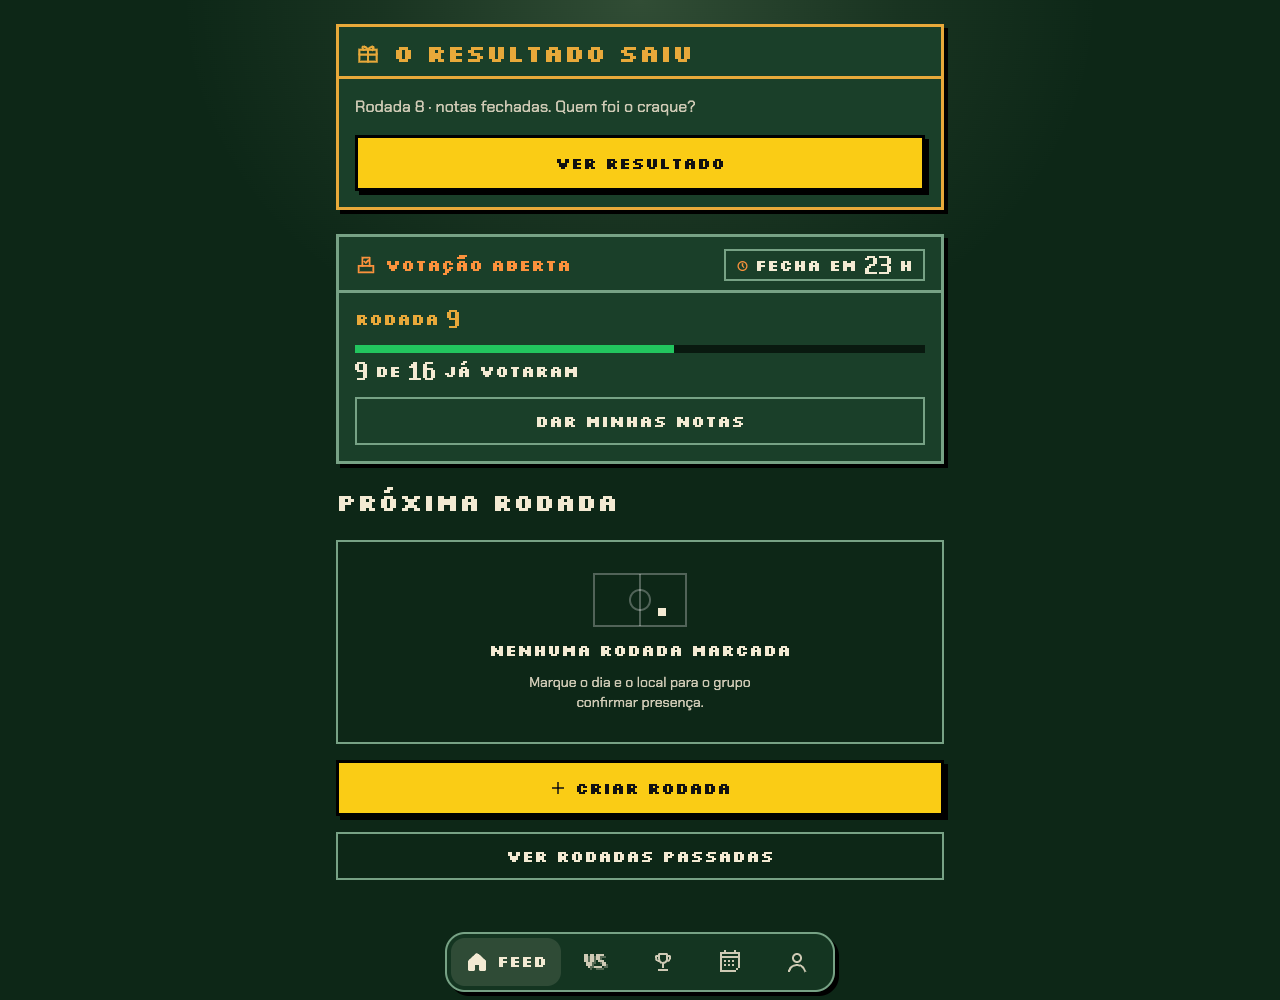 O RESULTADO SAIU
Rodada 8 · notas fechadas. Quem foi o craque?
VER RESULTADO
VOTAÇÃO ABERTA
FECHA EM 23 H
RODADA 9
9 DE 16 JÁ VOTARAM
DAR MINHAS NOTAS
PRÓXIMA RODADA
NENHUMA RODADA MARCADA
Marque o dia e o local para o grupo
confirmar presença.
+ CRIAR RODADA
VER RODADAS PASSADAS
FEED
VS